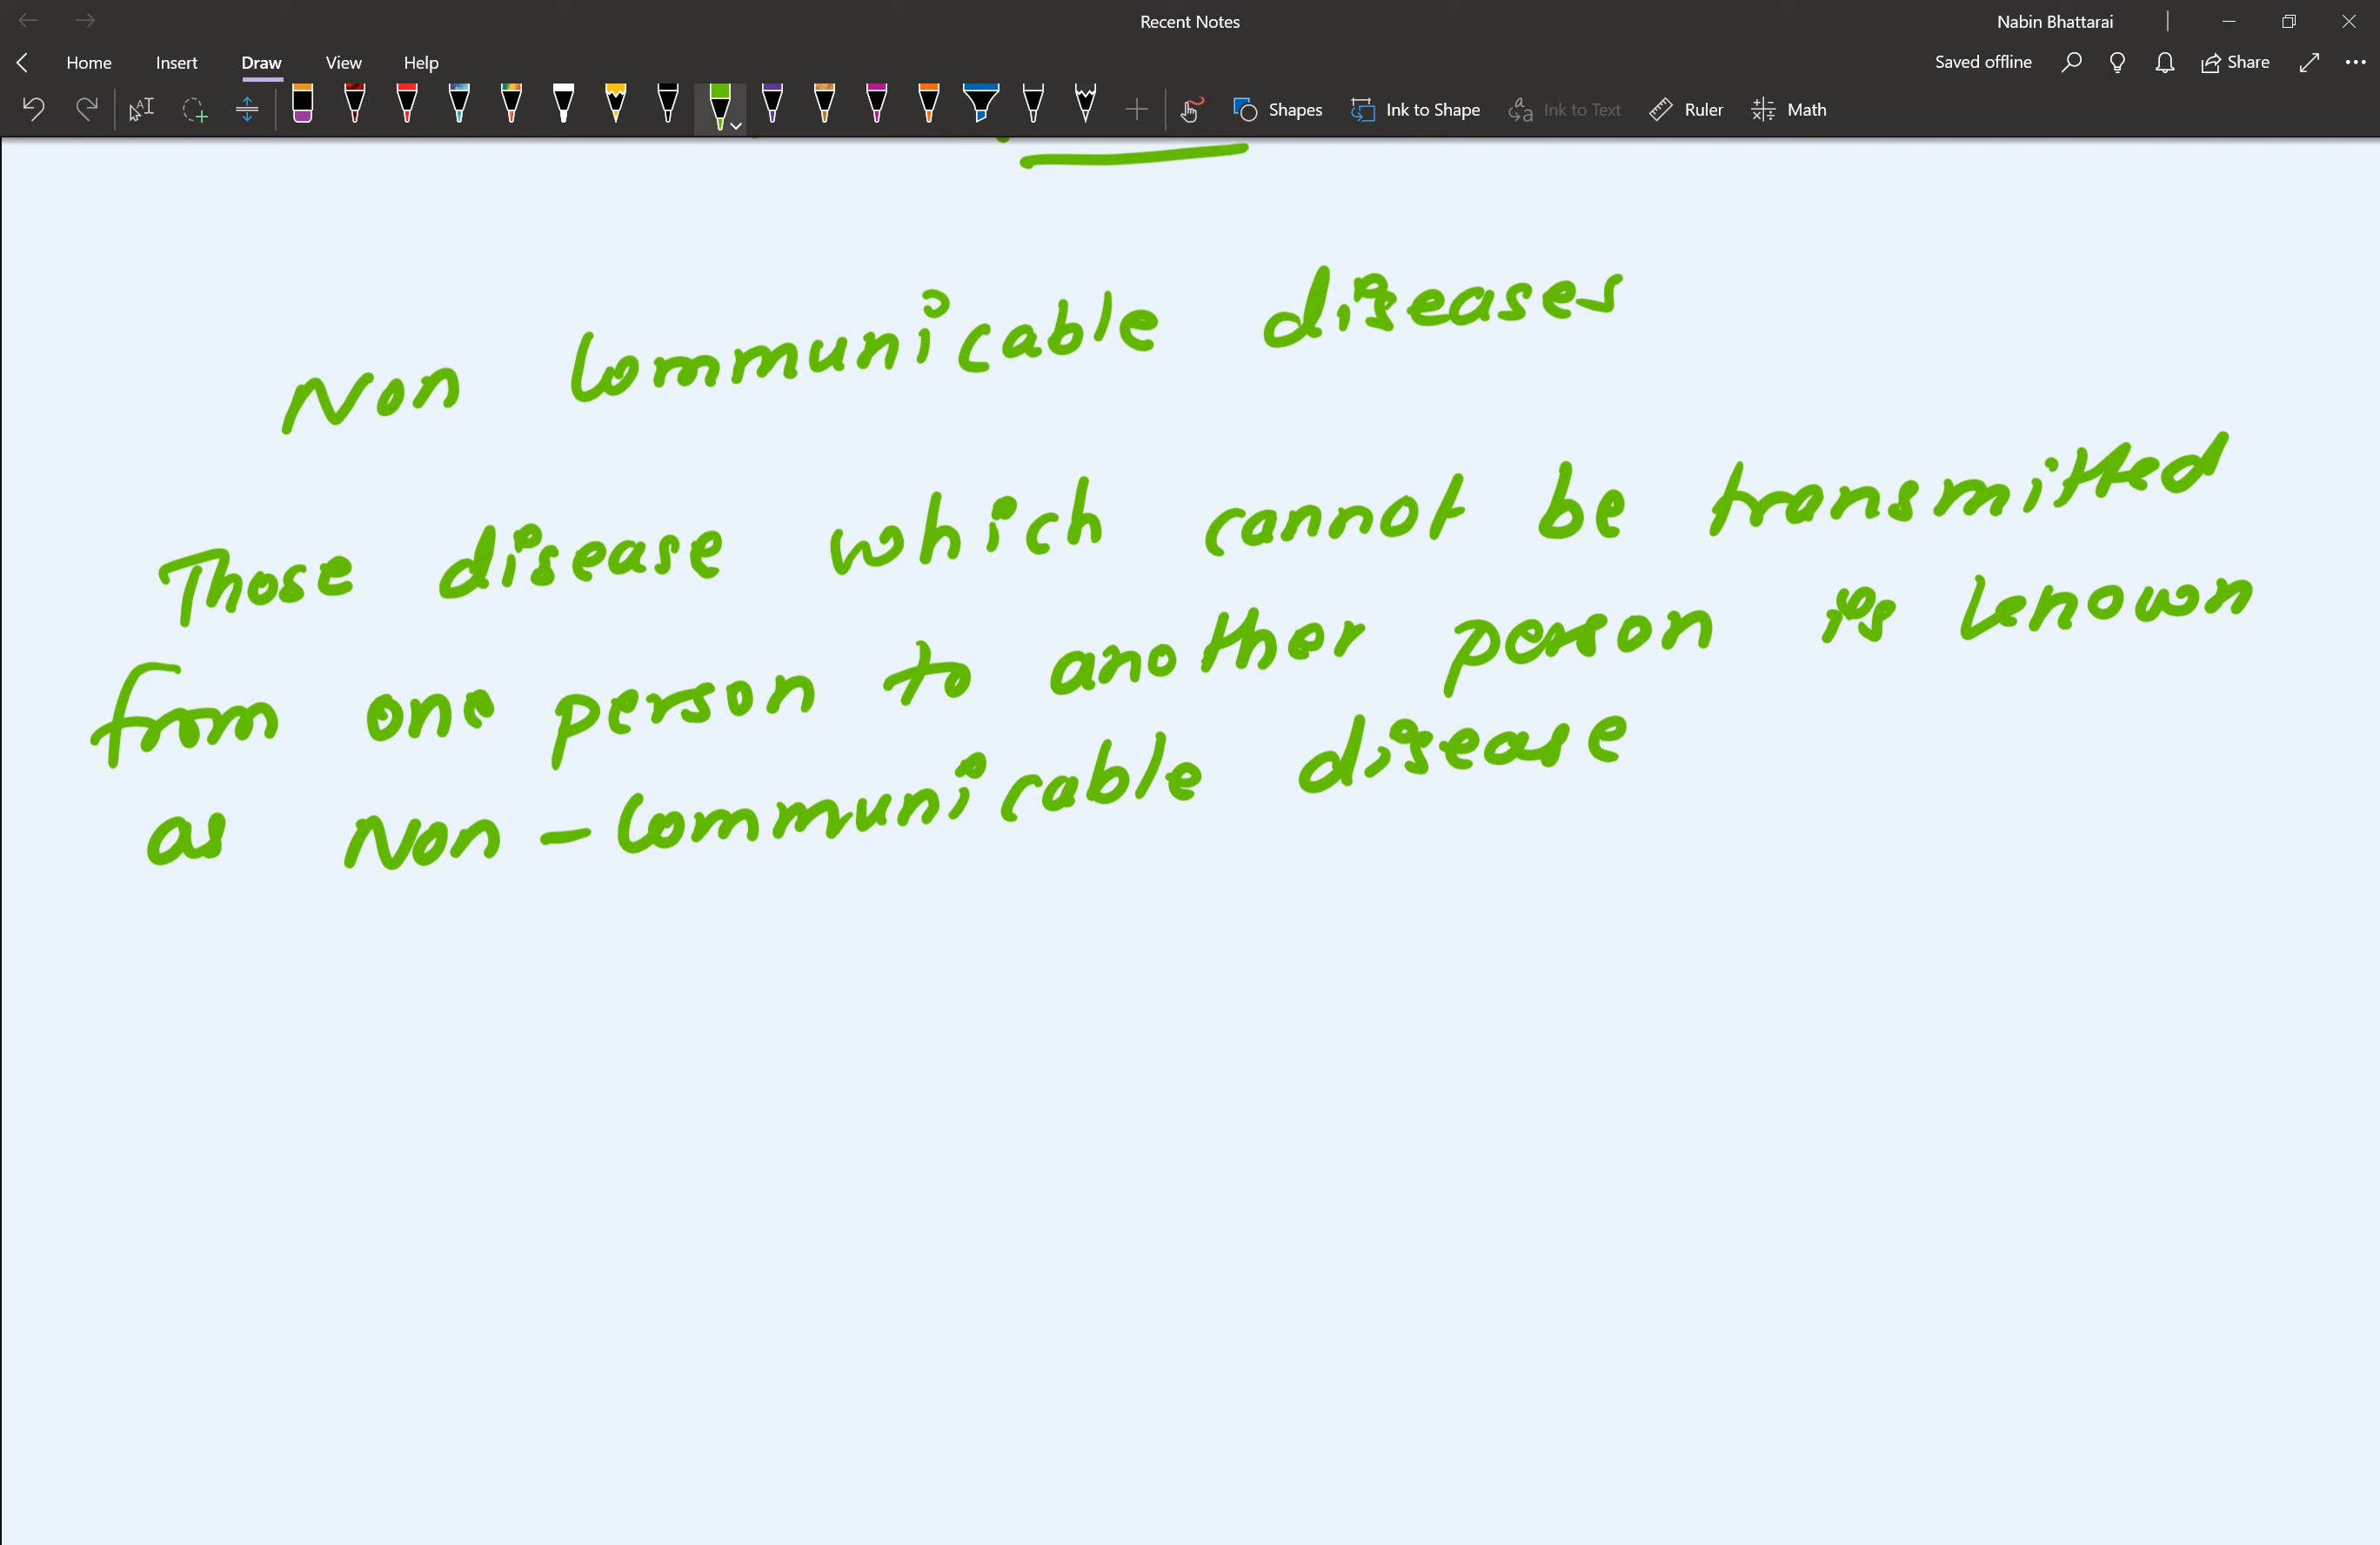 Recent Notes
Nabin Bhattarai
Home Insert Draw View Help
Saved offline
Share
Shapes Ink to Shape Ink to Text Ruler Math
Non Communicable diseases
Those disease which cannot be transmitted
from one person to another person is known
as Non-Communicable disease